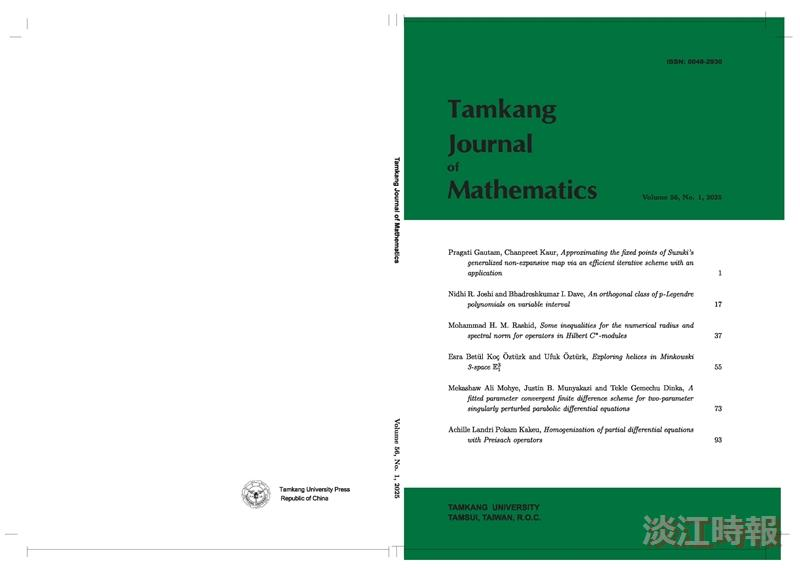 ISSN: 0049-2930
Tamkang
Journal
of
Mathematics
Volume 56, No. 1, 2025
Pragati Gautam, Chanpreet Kaur, Approximating the fixed points of Suzuki's
generalized non-expansive map via an efficient iterative scheme with an
application 1
Nidhi R. Joshi and Bhadreshkumar I. Dave, An orthogonal class of p-Legendre
polynomials on variable interval 17
Mohammad H. M. Rashid, Some inequalities for the numerical radius and
spectral norm for operators in Hilbert C*-modules 37
Esra Betül Koç Öztürk and Ufuk Öztürk, Exploring helices in Minkowski
3-space 𝔼³₁ 55
Mekashaw Ali Mohye, Justin B. Munyakazi and Tekle Gemechu Dinka, A
fitted parameter convergent finite difference scheme for two-parameter
singularly perturbed parabolic differential equations 73
Achille Landri Pokam Kakeu, Homogenization of partial differential equations
with Preisach operators 93
TAMKANG UNIVERSITY
TAMSUI, TAIWAN, R.O.C.
Tamkang Journal of Mathematics
Volume 56, No. 1, 2025
Tamkang University Press
Republic of China
淡江時報